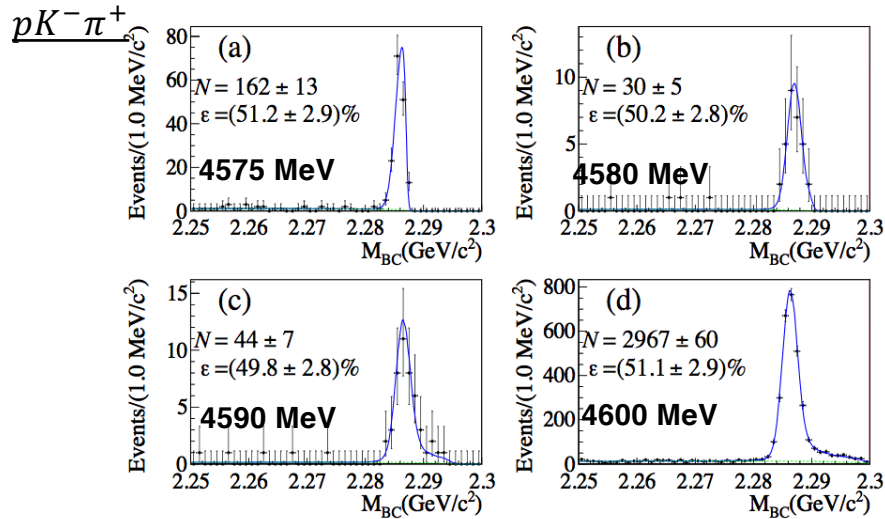 pK⁻π⁺
(a)
N = 162 ± 13
ε =(51.2 ± 2.9)%
4575 MeV
Events/(1.0 MeV/c²)
80
60
40
20
0
2.25 2.26 2.27 2.28 2.29 2.3
M_BC(GeV/c²)
(b)
N = 30 ± 5
ε =(50.2 ± 2.8)%
4580 MeV
Events/(1.0 MeV/c²)
10
5
0
2.25 2.26 2.27 2.28 2.29 2.3
M_BC(GeV/c²)
(c)
N = 44 ± 7
ε =(49.8 ± 2.8)%
4590 MeV
Events/(1.0 MeV/c²)
15
10
5
0
2.25 2.26 2.27 2.28 2.29 2.3
M_BC(GeV/c²)
(d)
N = 2967 ± 60
ε =(51.1 ± 2.9)%
4600 MeV
Events/(1.0 MeV/c²)
800
600
400
200
0
2.25 2.26 2.27 2.28 2.29 2.3
M_BC(GeV/c²)